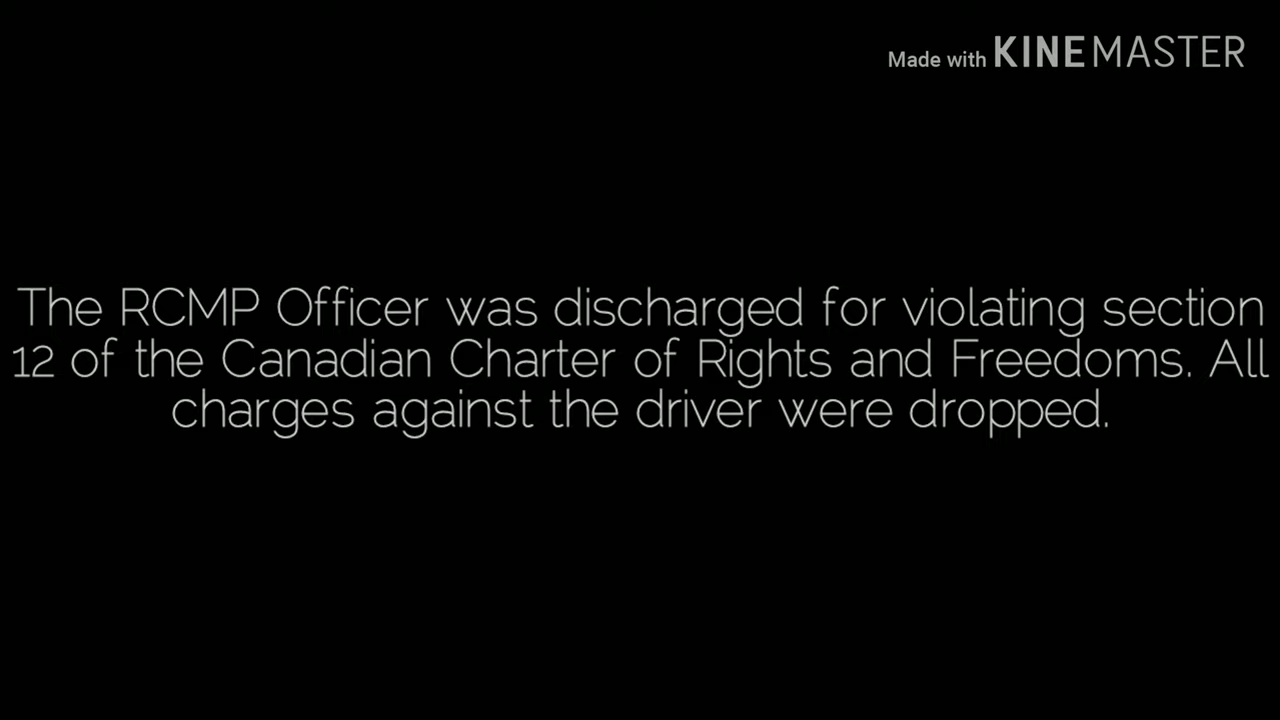 Made with KINEMASTER
The RCMP Officer was discharged for violating section
12 of the Canadian Charter of Rights and Freedoms. All
charges against the driver were dropped.